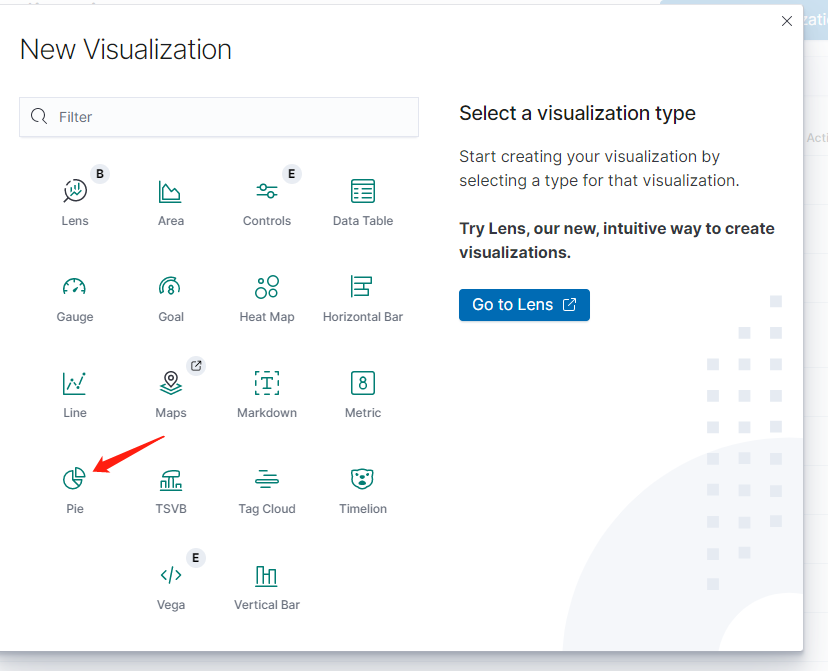 New Visualization
Filter
B
E
Lens
Area
Controls
Data Table
8
Gauge
Goal
Heat Map
Horizontal Bar
T
8
Line
Maps
Markdown
Metric
Pie
TSVB
Tag Cloud
Timelion
E
</>
Vega
Vertical Bar
Select a visualization type
Start creating your visualization by
selecting a type for that visualization.
Try Lens, our new, intuitive way to create
visualizations.
Go to Lens